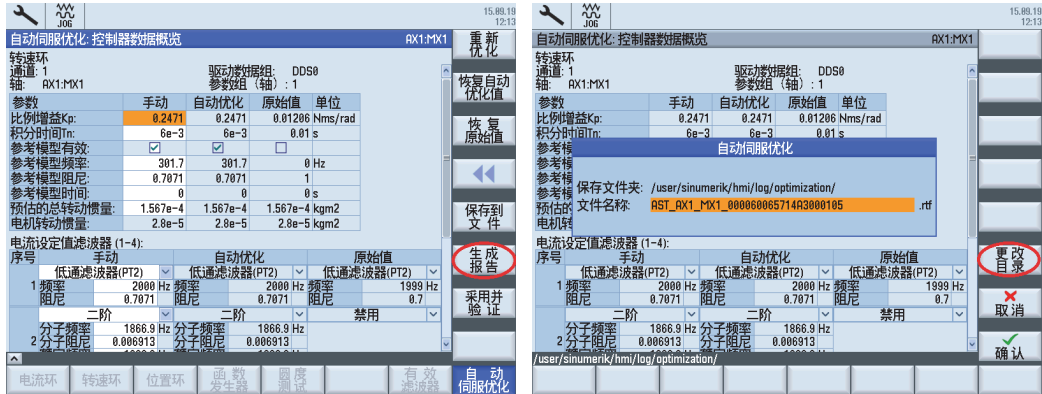 JOG
15.09.19
12:13
自动伺服优化: 控制器数据概览 AX1:MX1
转速环
通道: 1 驱动数据组: DDS0
轴: AX1:MX1 参数组（轴）: 1
参数 手动 自动优化 原始值 单位
比例增益Kp: 0.2471 0.2471 0.01206 Nms/rad
积分时间Tn: 6e-3 6e-3 0.01 s
参考模型有效:
参考模型频率: 301.7 301.7 0 Hz
参考模型阻尼: 0.7071 0.7071 1
参考模型时间: 0 0 0 s
预估的总转动惯量: 1.567e-4 1.567e-4 1.567e-4 kgm2
电机转动惯量: 2.8e-5 2.8e-5 2.8e-5 kgm2
电流设定值滤波器 (1-4):
序号 手动 自动优化 原始值
低通滤波器(PT2) 低通滤波器(PT2) 低通滤波器(PT2)
1 频率 2000 Hz 频率 2000 Hz 频率 1999 Hz
阻尼 0.7071 阻尼 0.7071 阻尼 0.7
二阶 二阶 禁用
分子频率 1866.9 Hz 分子频率 1866.9 Hz
2 分子阻尼 0.006913 分子阻尼 0.006913
重新
优化
恢复自动
优化值
恢复
原始值
保存到
文件
生成
报告
采用并
验证
电流环 转速环 位置环 函数
发生器 圆度
测试 有效
滤波器 自动
伺服优化
JOG
15.09.19
12:13
自动伺服优化: 控制器数据概览 AX1:MX1
转速环
通道: 1 驱动数据组: DDS0
轴: AX1:MX1 参数组（轴）: 1
参数 手动 自动优化 原始值 单位
比例增益Kp: 0.2471 0.2471 0.01206 Nms/rad
积分时间Tn: 6e-3 6e-3 0.01 s
参考模
参考模
参考模
参考模
预估的
电机转
自动伺服优化
保存文件夹: /user/sinumerik/hmi/log/optimization/
文件名称: AST_AX1_MX1_000060065714A3000105 .rtf
电流设定值滤波器 (1-4):
序号 手动 自动优化 原始值
低通滤波器(PT2) 低通滤波器(PT2) 低通滤波器(PT2)
1 频率 2000 Hz 频率 2000 Hz 频率 1999 Hz
阻尼 0.7071 阻尼 0.7071 阻尼 0.7
二阶 二阶 禁用
分子频率 1866.9 Hz 分子频率 1866.9 Hz
2 分子阻尼 0.006913 分子阻尼 0.006913
/user/sinumerik/hmi/log/optimization/
更改
目录
取消
确认